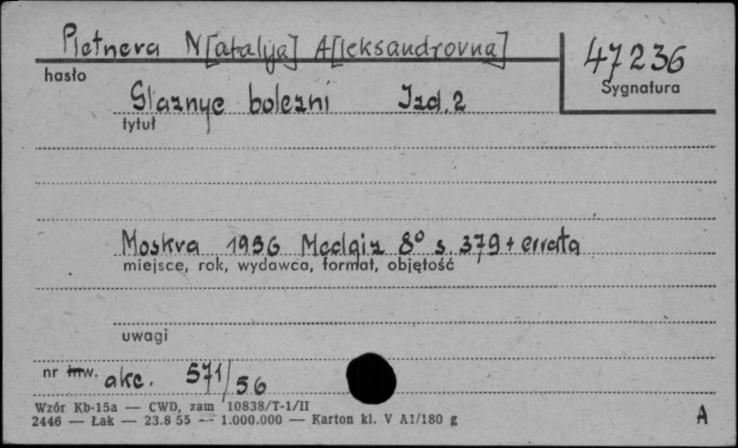 Pletneva N[atalija] A[leksandrovna]
47236
hasło
Sygnatura
Glaznye bolezni Izd. 2
tytuł
Moskva 1956 Medgiz 8° s. 379 + errata
miejsce, rok, wydawca, format, objętość
uwagi
nr inw. akc. 571/56
Wzór Kb-15a — CWD, zam 10838/T-1/II
2446 — Łak — 23.8 55 — 1.000.000 — Karton kl. V A1/180 g
A